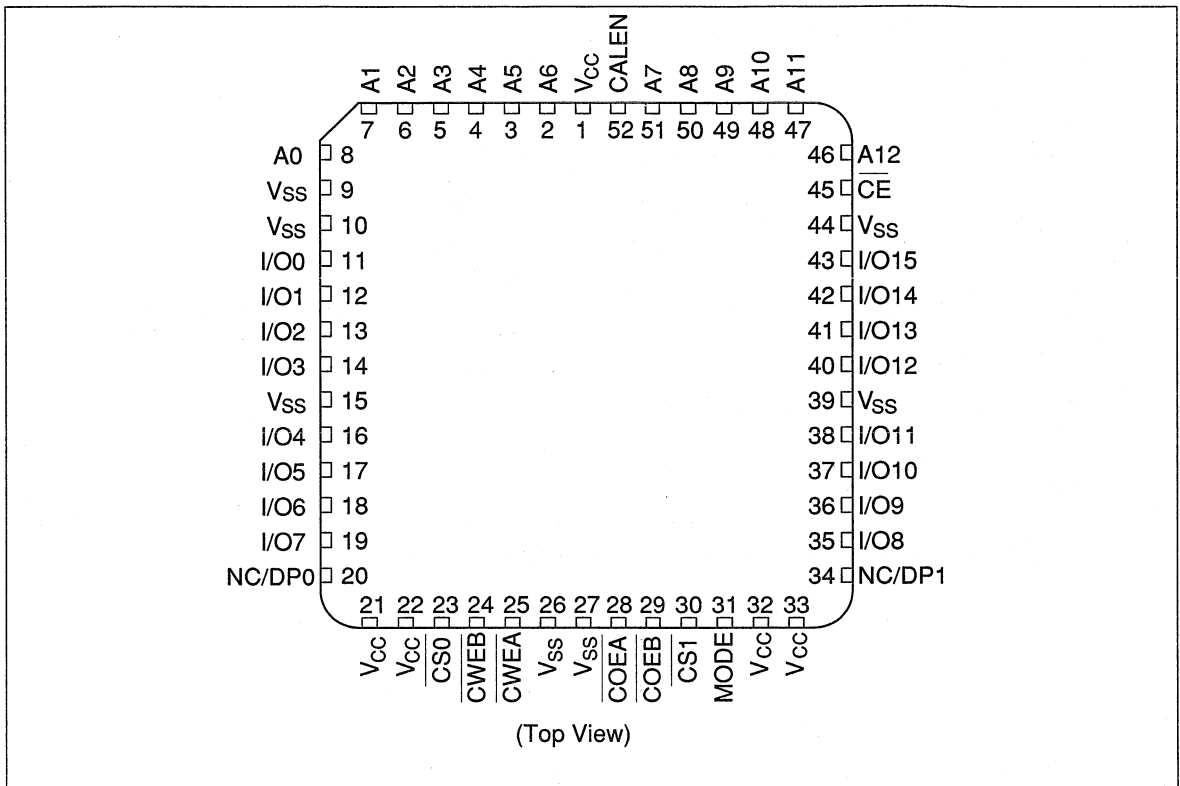 A1 A2 A3 A4 A5 A6 VCC CALEN A7 A8 A9 A10 A11
7 6 5 4 3 2 1 52 51 50 49 48 47
A0 8 46 A12
VSS 9 45 CE
VSS 10 44 VSS
I/O0 11 43 I/O15
I/O1 12 42 I/O14
I/O2 13 41 I/O13
I/O3 14 40 I/O12
VSS 15 39 VSS
I/O4 16 38 I/O11
I/O5 17 37 I/O10
I/O6 18 36 I/O9
I/O7 19 35 I/O8
NC/DP0 20 34 NC/DP1
21 22 23 24 25 26 27 28 29 30 31 32 33
VCC VCC CS0 CWEB CWEA VSS VSS COEA COEB CS1 MODE VCC VCC
(Top View)